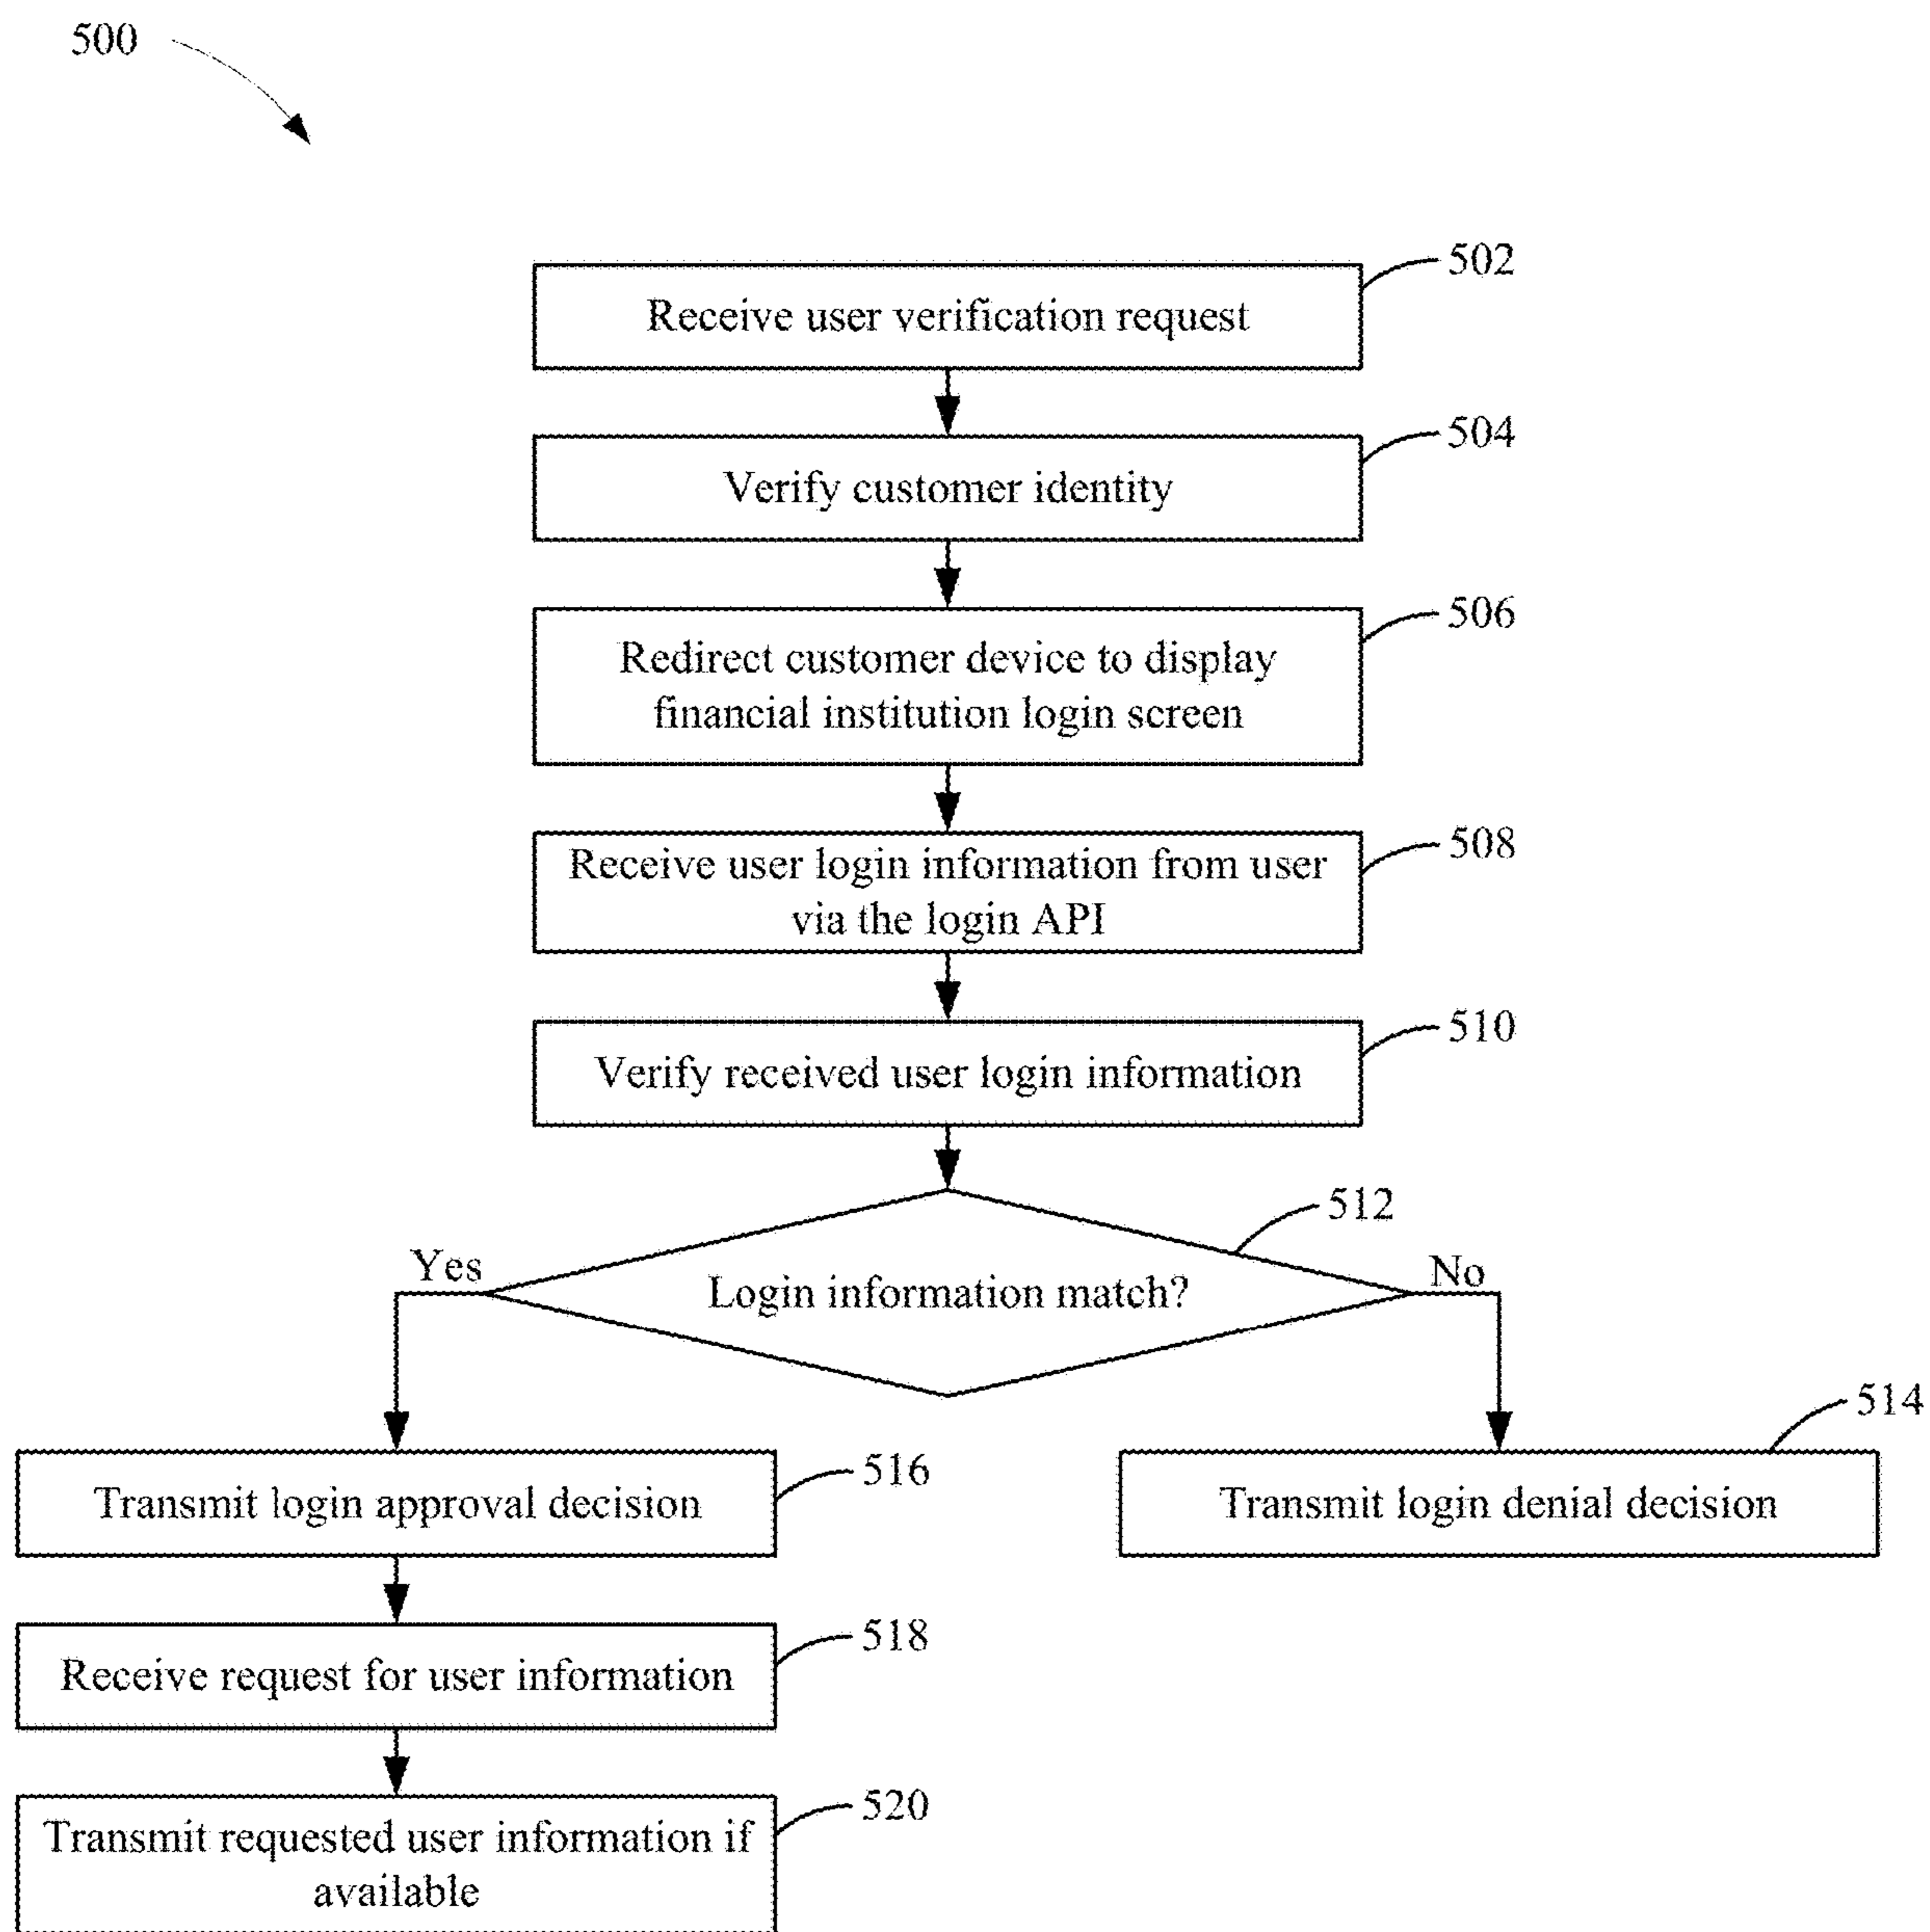 500
502
Receive user verification request
504
Verify customer identity
506
Redirect customer device to display
financial institution login screen
508
Receive user login information from user
via the login API
510
Verify received user login information
512
Yes
Login information match?
No
514
516
Transmit login approval decision
Transmit login denial decision
518
Receive request for user information
520
Transmit requested user information if
available